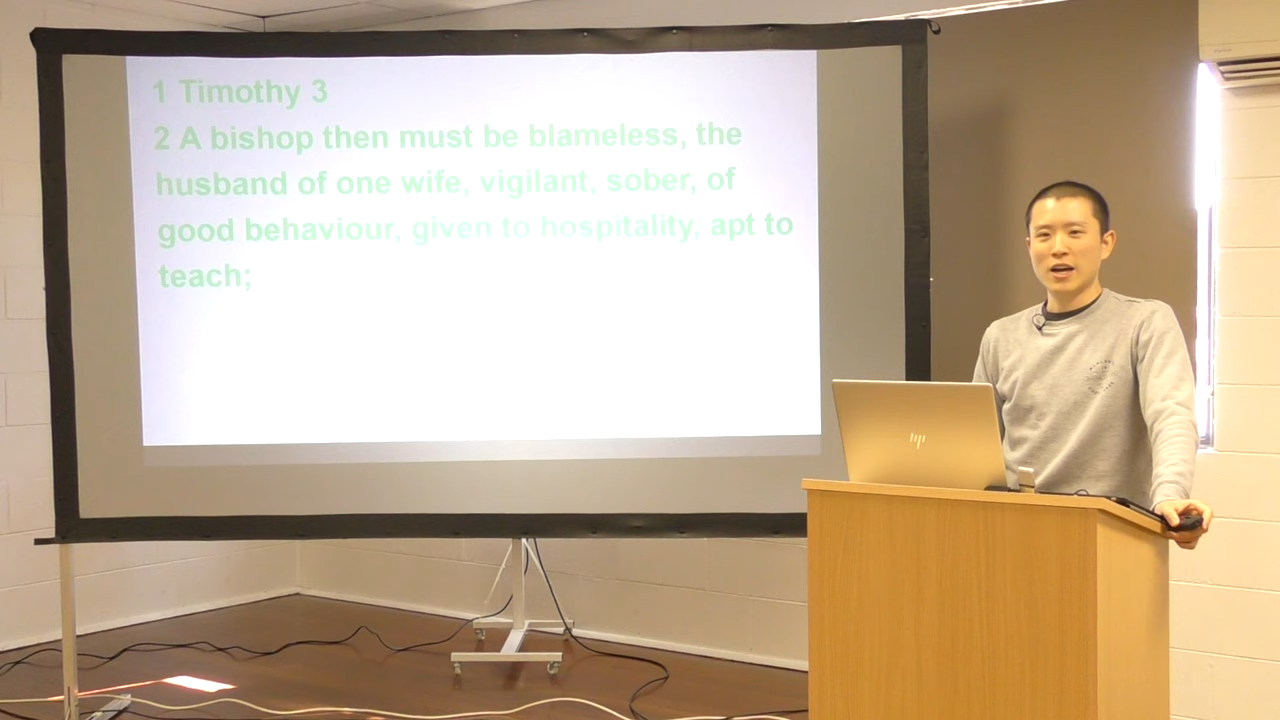 1 Timothy 3
2 A bishop then must be blameless, the
husband of one wife, vigilant, sober, of
good behaviour, given to hospitality, apt to
teach;
hp